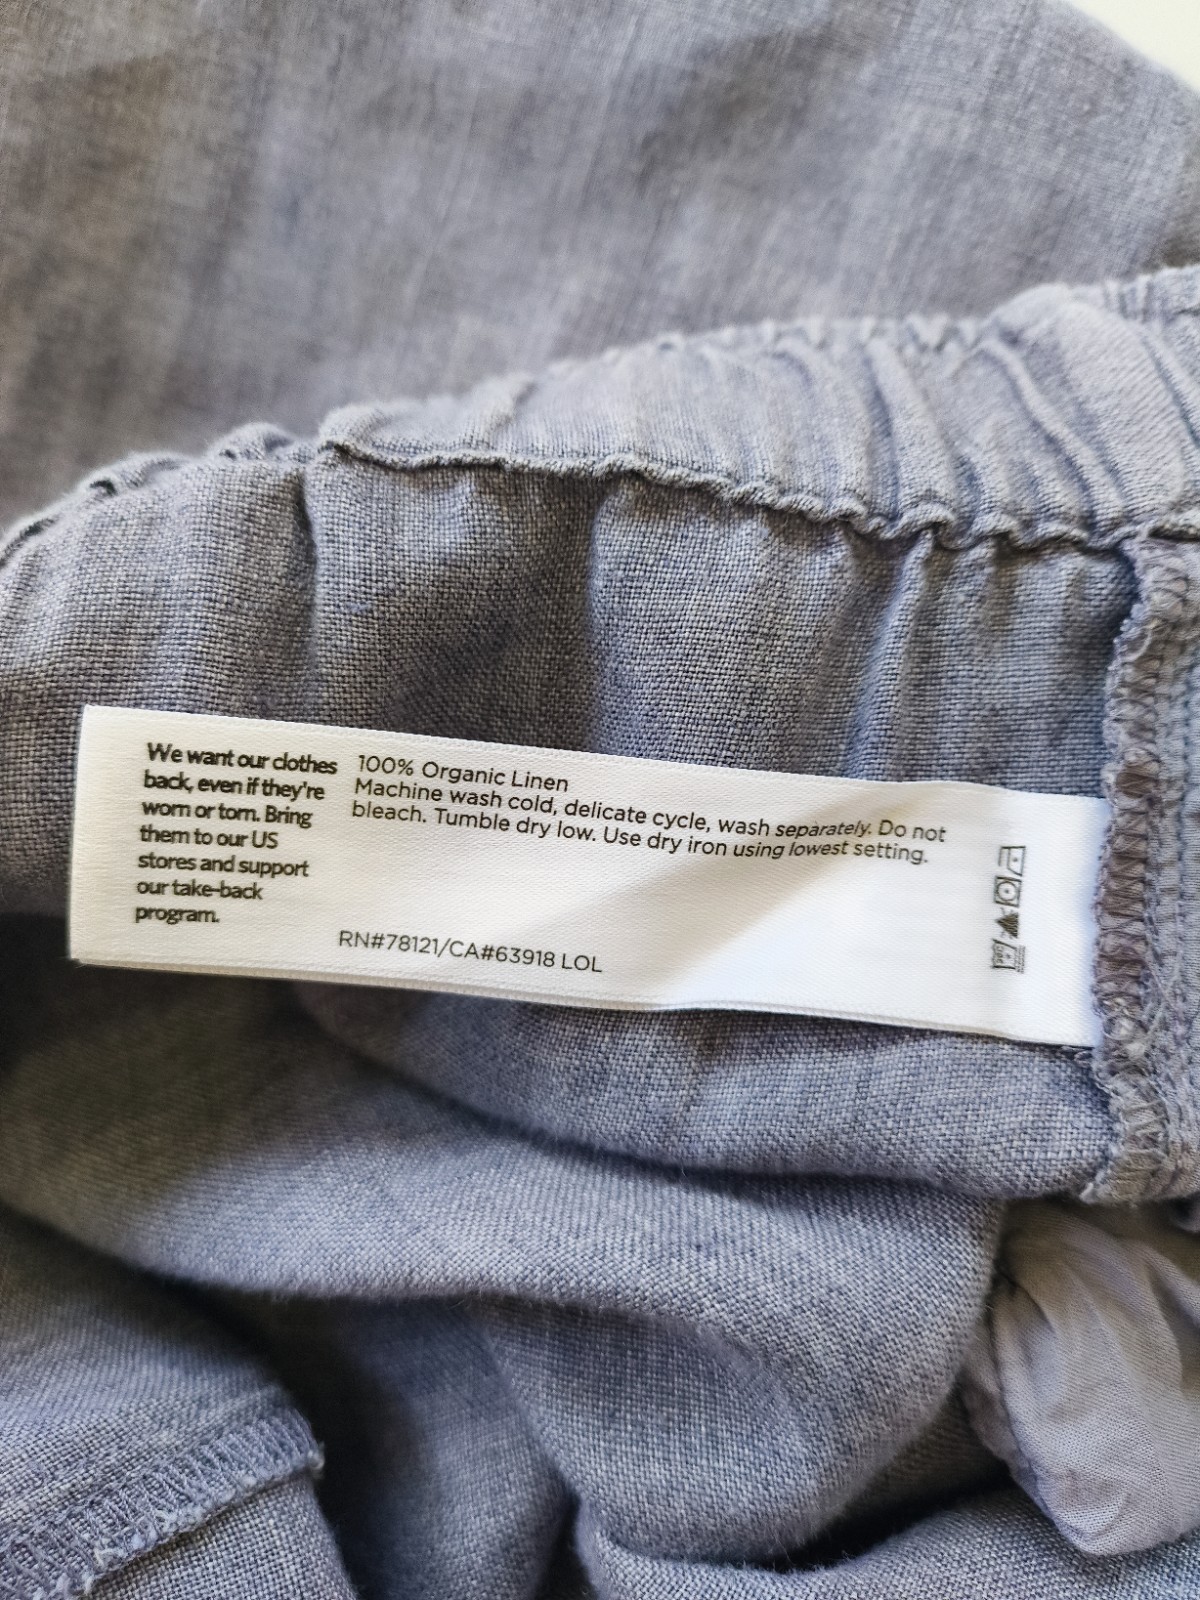 We want our clothes
back, even if they're
worn or torn. Bring
them to our US
stores and support
our take-back
program.
100% Organic Linen
Machine wash cold, delicate cycle, wash separately. Do not
bleach. Tumble dry low. Use dry iron using lowest setting.
RN#78121/CA#63918 LOL